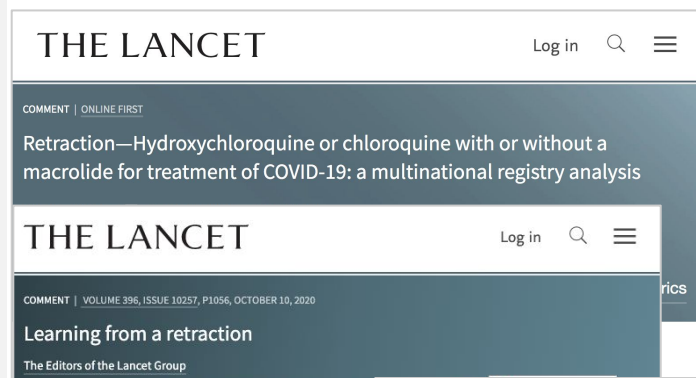 THE LANCET
Log in
COMMENT | ONLINE FIRST
Retraction—Hydroxychloroquine or chloroquine with or without a
macrolide for treatment of COVID-19: a multinational registry analysis
THE LANCET
Log in
rics
COMMENT | VOLUME 396, ISSUE 10257, P1056, OCTOBER 10, 2020
Learning from a retraction
The Editors of the Lancet Group